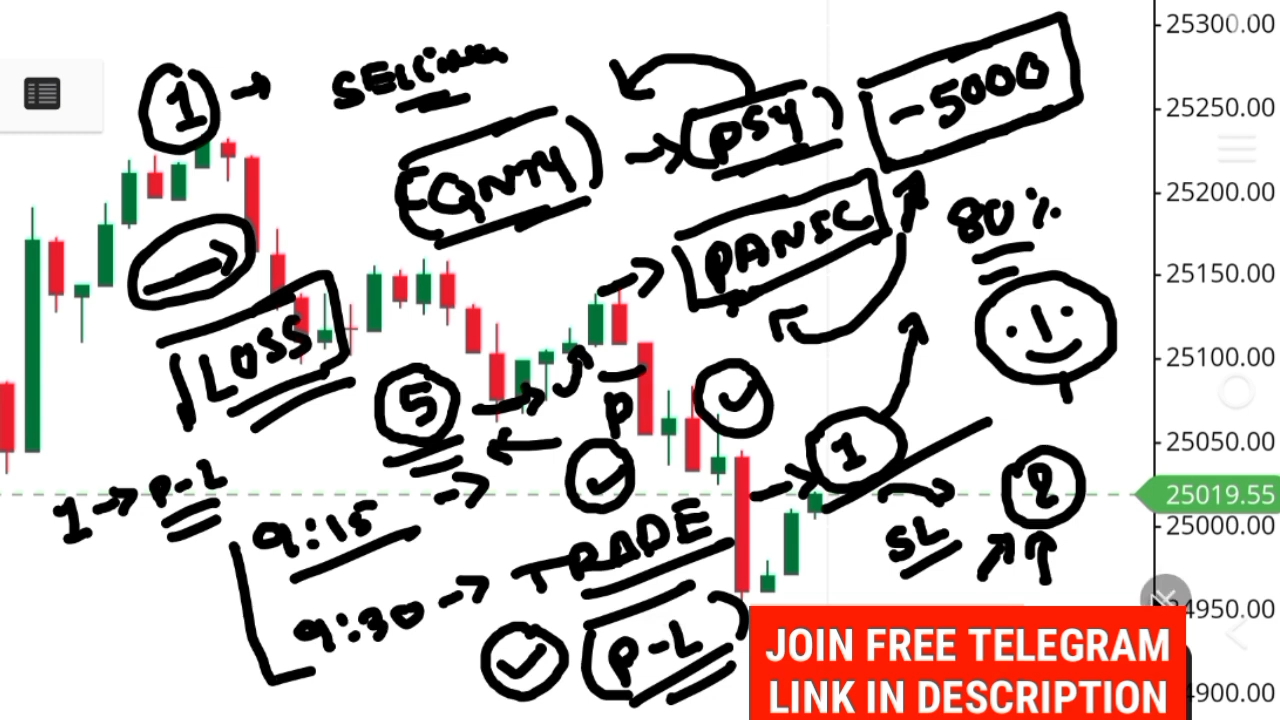 25300.00
1 → SELLING
PSY
-5000
25250.00
(QNTY)
25200.00
PANIC
80%
25150.00
LOSS
25100.00
5
P
1
25050.00
1 → P-L
9:15
TRADE
SL
2
25019.55
25000.00
9:30 →
P-L
24950.00
JOIN FREE TELEGRAM
LINK IN DESCRIPTION
4900.00